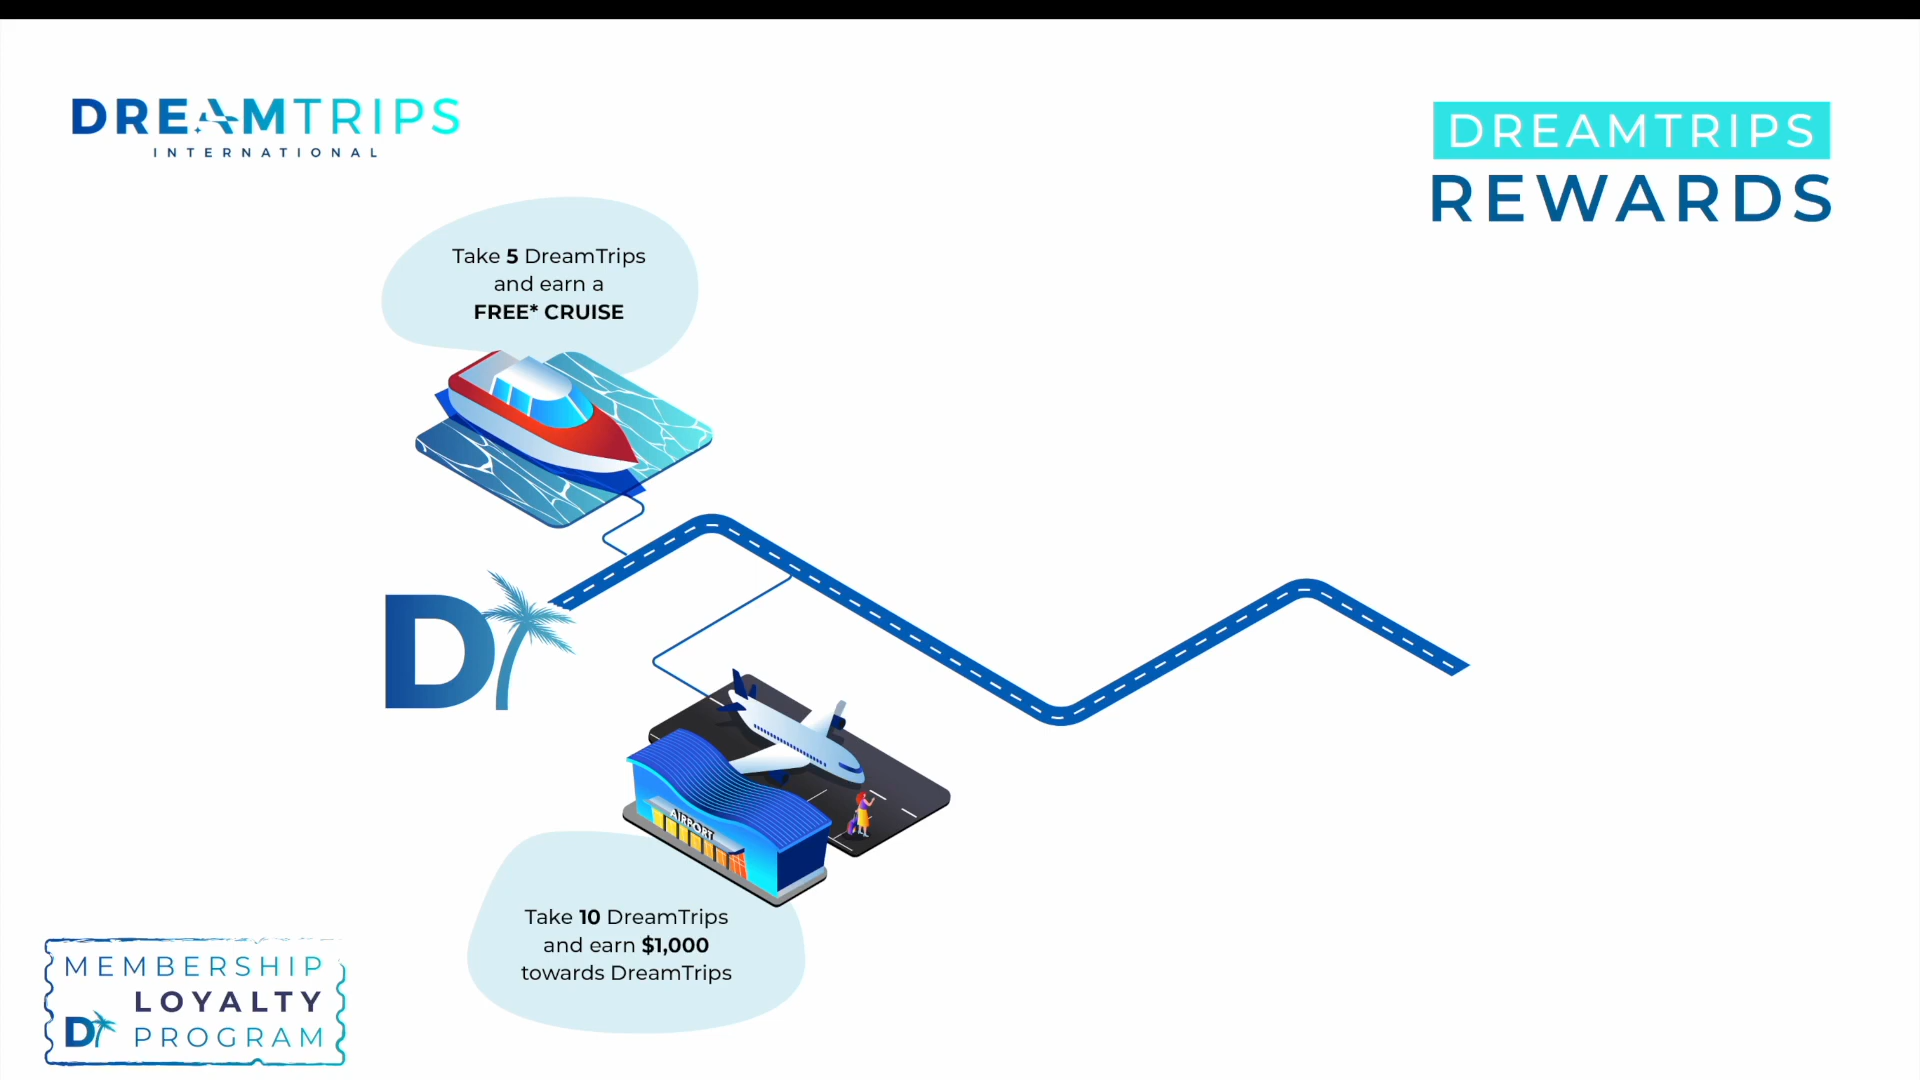 DREAMTRIPS
INTERNATIONAL
DREAMTRIPS
REWARDS
Take 5 DreamTrips
and earn a
FREE* CRUISE
D
AIRPORT
Take 10 DreamTrips
and earn $1,000
towards DreamTrips
MEMBERSHIP
LOYALTY
D PROGRAM